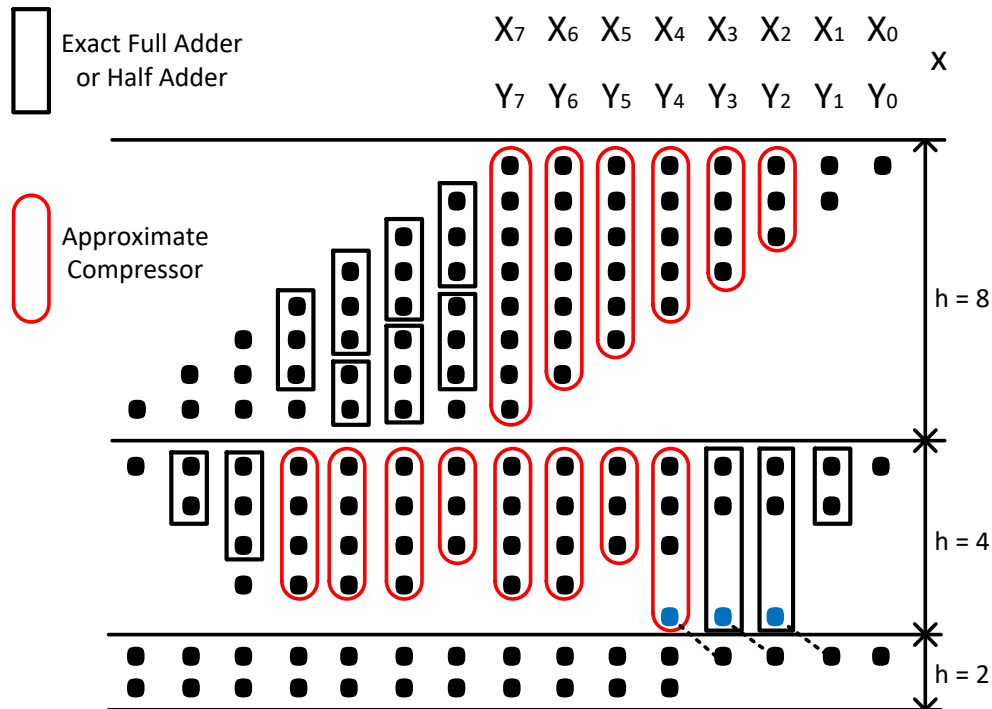 Exact Full Adder
or Half Adder
X7 X6 X5 X4 X3 X2 X1 X0
x
Y7 Y6 Y5 Y4 Y3 Y2 Y1 Y0
Approximate
Compressor
h = 8
h = 4
h = 2